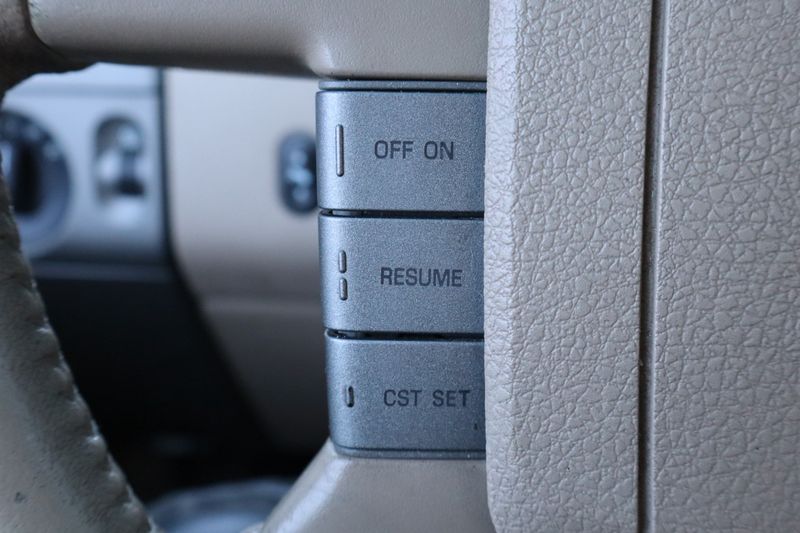 OFF ON
RESUME
CST SET